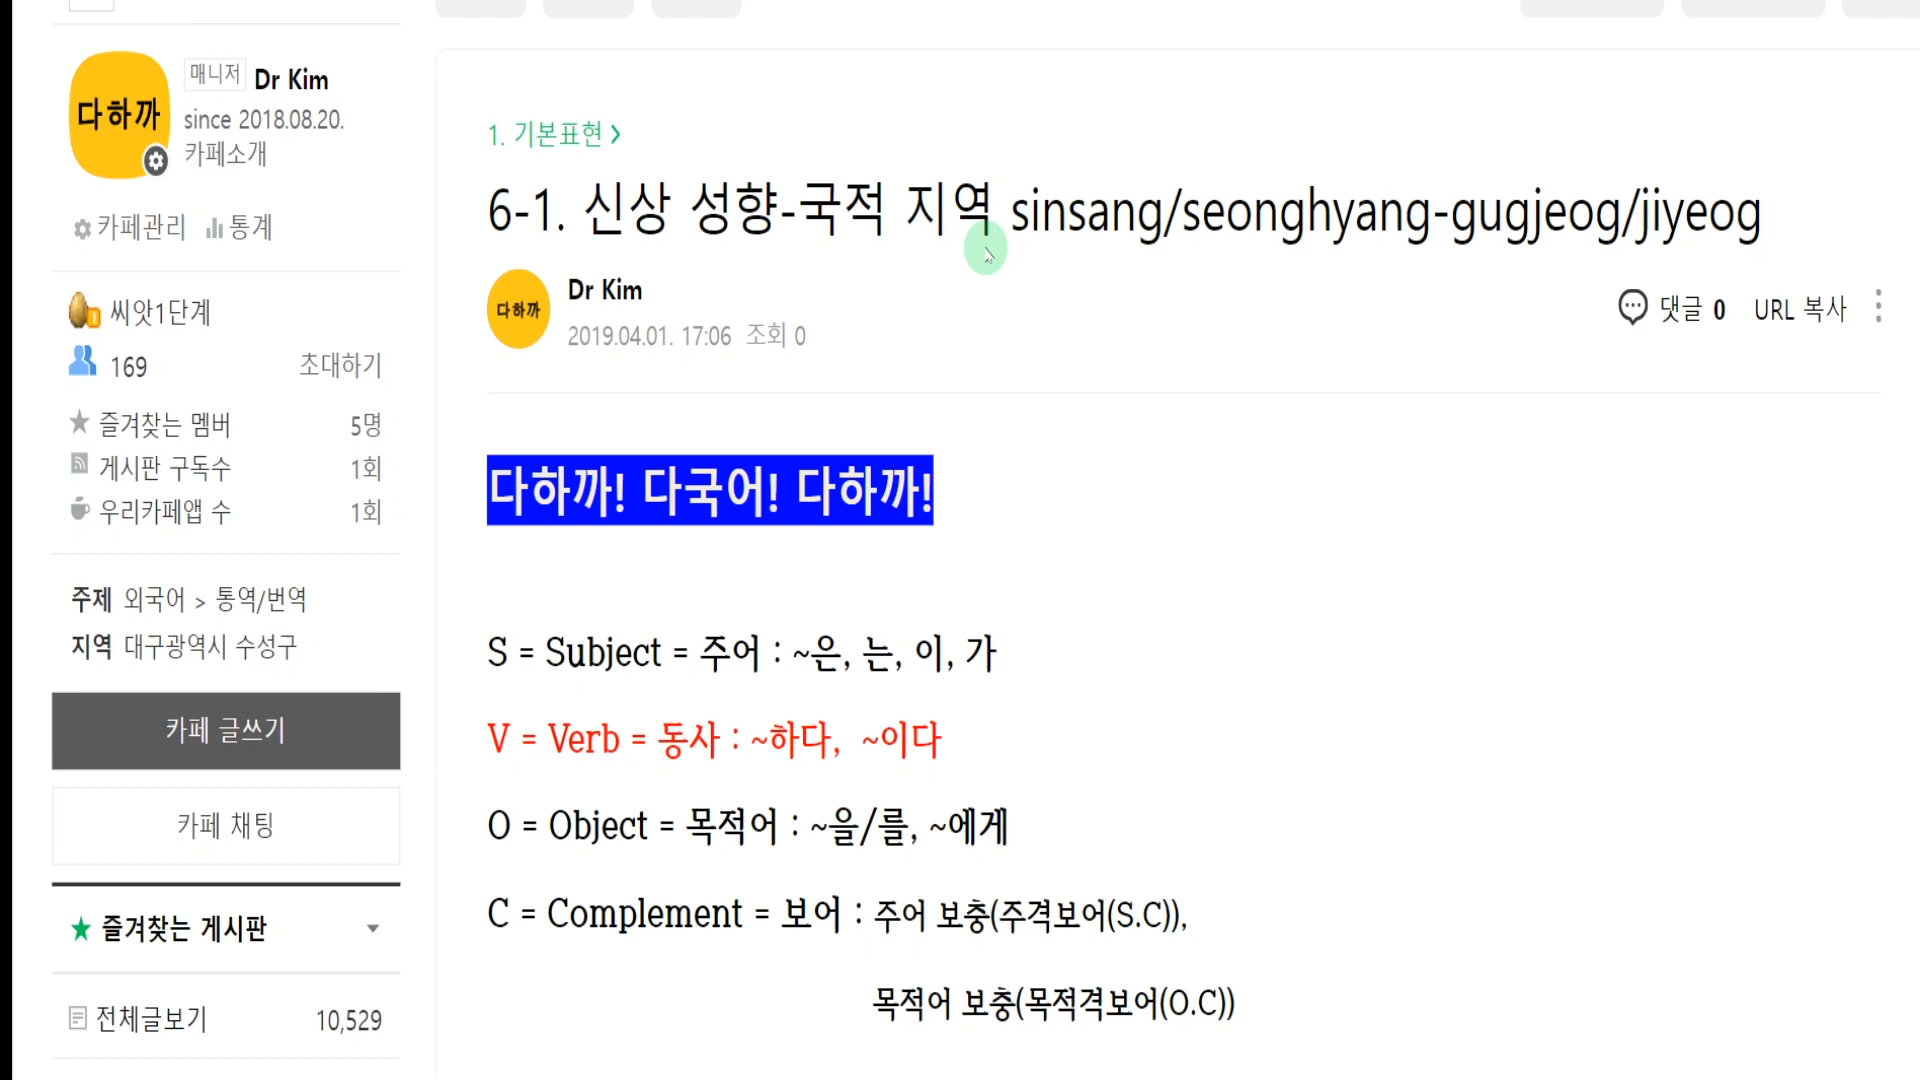 다하까
매니저 Dr Kim
since 2018.08.20.
카페소개
카페관리 통계
씨앗1단계
169 초대하기
즐겨찾는 멤버 5명
게시판 구독수 1회
우리카페앱 수 1회
주제 외국어 > 통역/번역
지역 대구광역시 수성구
카페 글쓰기
카페 채팅
즐겨찾는 게시판
전체글보기 10,529
1. 기본표현 >
6-1. 신상 성향-국적 지역 sinsang/seonghyang-gugjeog/jiyeog
다하까
Dr Kim
2019.04.01. 17:06 조회 0
댓글 0 URL 복사
다하까! 다국어! 다하까!
S = Subject = 주어 : ~은, 는, 이, 가
V = Verb = 동사 : ~하다, ~이다
O = Object = 목적어 : ~을/를, ~에게
C = Complement = 보어 : 주어 보충(주격보어(S.C)),
목적어 보충(목적격보어(O.C))